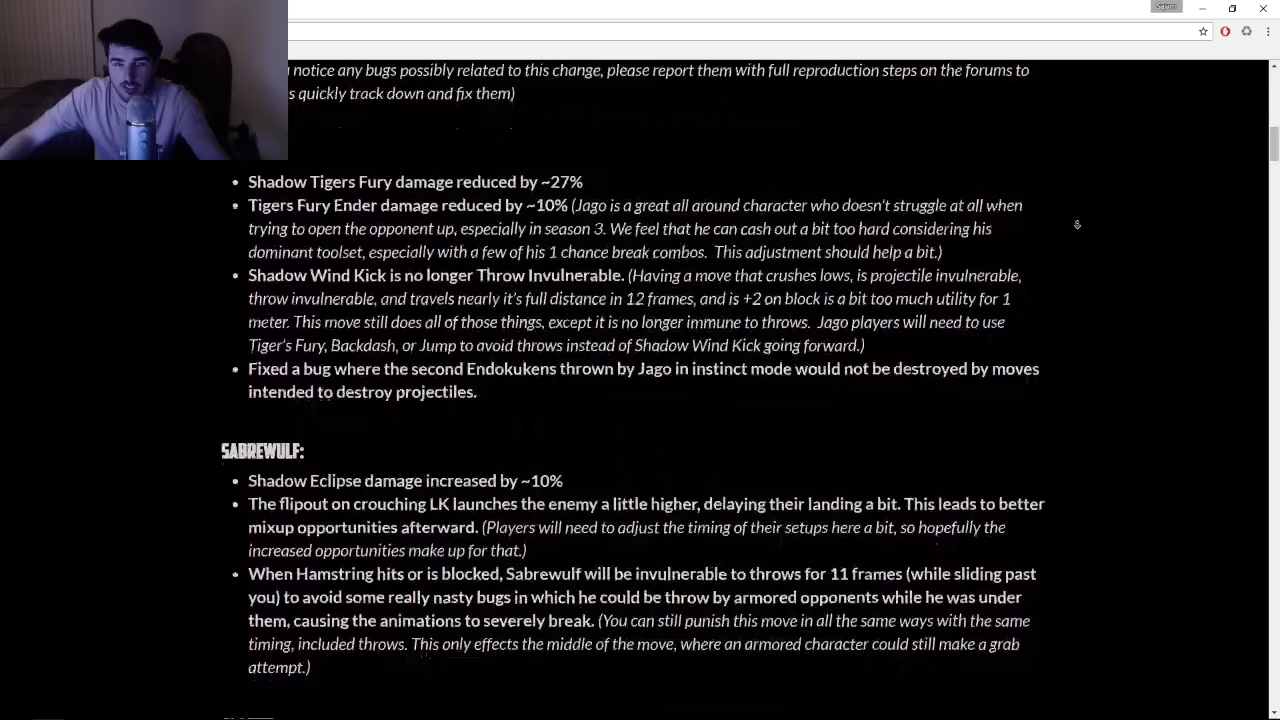 Sajam
notice any bugs possibly related to this change, please report them with full reproduction steps on the forums to
s quickly track down and fix them)
Shadow Tigers Fury damage reduced by ~27%
Tigers Fury Ender damage reduced by ~10% (Jago is a great all around character who doesn't struggle at all when
trying to open the opponent up, especially in season 3. We feel that he can cash out a bit too hard considering his
dominant toolset, especially with a few of his 1 chance break combos. This adjustment should help a bit.)
Shadow Wind Kick is no longer Throw Invulnerable. (Having a move that crushes lows, is projectile invulnerable,
throw invulnerable, and travels nearly it's full distance in 12 frames, and is +2 on block is a bit too much utility for 1
meter. This move still does all of those things, except it is no longer immune to throws. Jago players will need to use
Tiger's Fury, Backdash, or Jump to avoid throws instead of Shadow Wind Kick going forward.)
Fixed a bug where the second Endokukens thrown by Jago in instinct mode would not be destroyed by moves
intended to destroy projectiles.
SABREWULF:
Shadow Eclipse damage increased by ~10%
The flipout on crouching LK launches the enemy a little higher, delaying their landing a bit. This leads to better
mixup opportunities afterward. (Players will need to adjust the timing of their setups here a bit, so hopefully the
increased opportunities make up for that.)
When Hamstring hits or is blocked, Sabrewulf will be invulnerable to throws for 11 frames (while sliding past
you) to avoid some really nasty bugs in which he could be throw by armored opponents while he was under
them, causing the animations to severely break. (You can still punish this move in all the same ways with the same
timing, included throws. This only effects the middle of the move, where an armored character could still make a grab
attempt.)